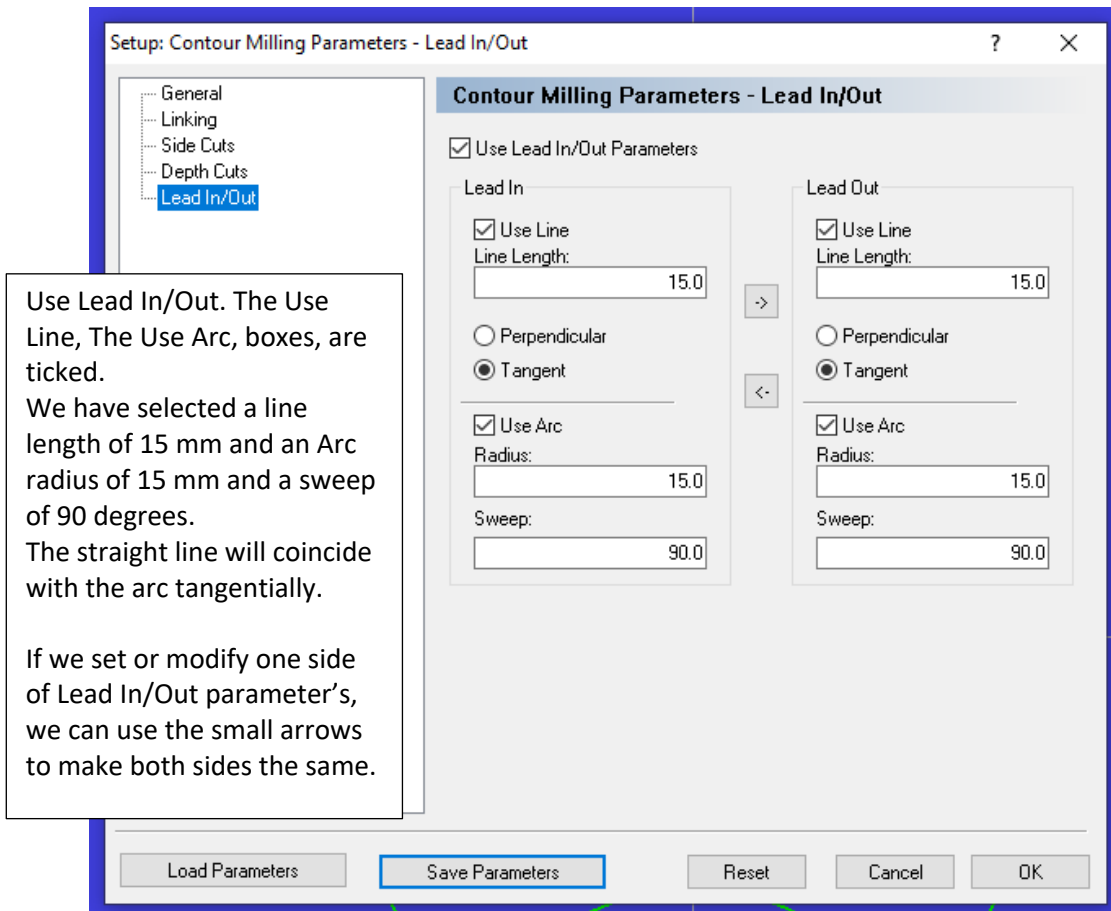 Setup: Contour Milling Parameters - Lead In/Out
?
General
Linking
Side Cuts
Depth Cuts
Lead In/Out
Use Lead In/Out. The Use
Line, The Use Arc, boxes, are
ticked.
We have selected a line
length of 15 mm and an Arc
radius of 15 mm and a sweep
of 90 degrees.
The straight line will coincide
with the arc tangentially.
If we set or modify one side
of Lead In/Out parameter’s,
we can use the small arrows
to make both sides the same.
Contour Milling Parameters - Lead In/Out
Use Lead In/Out Parameters
Lead In
Use Line
Line Length:
15.0
Perpendicular
Tangent
Use Arc
Radius:
15.0
Sweep:
90.0
->
<-
Lead Out
Use Line
Line Length:
15.0
Perpendicular
Tangent
Use Arc
Radius:
15.0
Sweep:
90.0
Load Parameters
Save Parameters
Reset
Cancel
OK